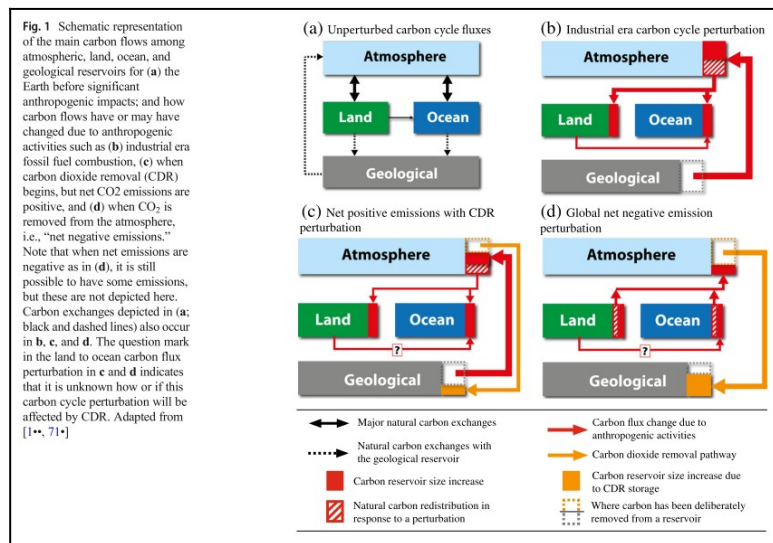 Fig. 1 Schematic representation
of the main carbon flows among
atmospheric, land, ocean, and
geological reservoirs for (a) the
Earth before significant
anthropogenic impacts; and how
carbon flows have or may have
changed due to anthropogenic
activities such as (b) industrial era
fossil fuel combustion, (c) when
carbon dioxide removal (CDR)
begins, but net CO2 emissions are
positive, and (d) when CO₂ is
removed from the atmosphere,
i.e., “net negative emissions.”
Note that when net emissions are
negative as in (d), it is still
possible to have some emissions,
but these are not depicted here.
Carbon exchanges depicted in (a;
black and dashed lines) also occur
in b, c, and d. The question mark
in the land to ocean carbon flux
perturbation in c and d indicates
that it is unknown how or if this
carbon cycle perturbation will be
affected by CDR. Adapted from
[1••, 71•]
(a) Unperturbed carbon cycle fluxes
Atmosphere
Land
Ocean
Geological
(b) Industrial era carbon cycle perturbation
Atmosphere
Land
Ocean
Geological
(c) Net positive emissions with CDR
perturbation
Atmosphere
Land
Ocean
?
Geological
(d) Global net negative emission
perturbation
Atmosphere
Land
Ocean
?
Geological
Major natural carbon exchanges
Natural carbon exchanges with
the geological reservoir
Carbon reservoir size increase
Natural carbon redistribution in
response to a perturbation
Carbon flux change due to
anthropogenic activities
Carbon dioxide removal pathway
Carbon reservoir size increase due
to CDR storage
Where carbon has been deliberately
removed from a reservoir